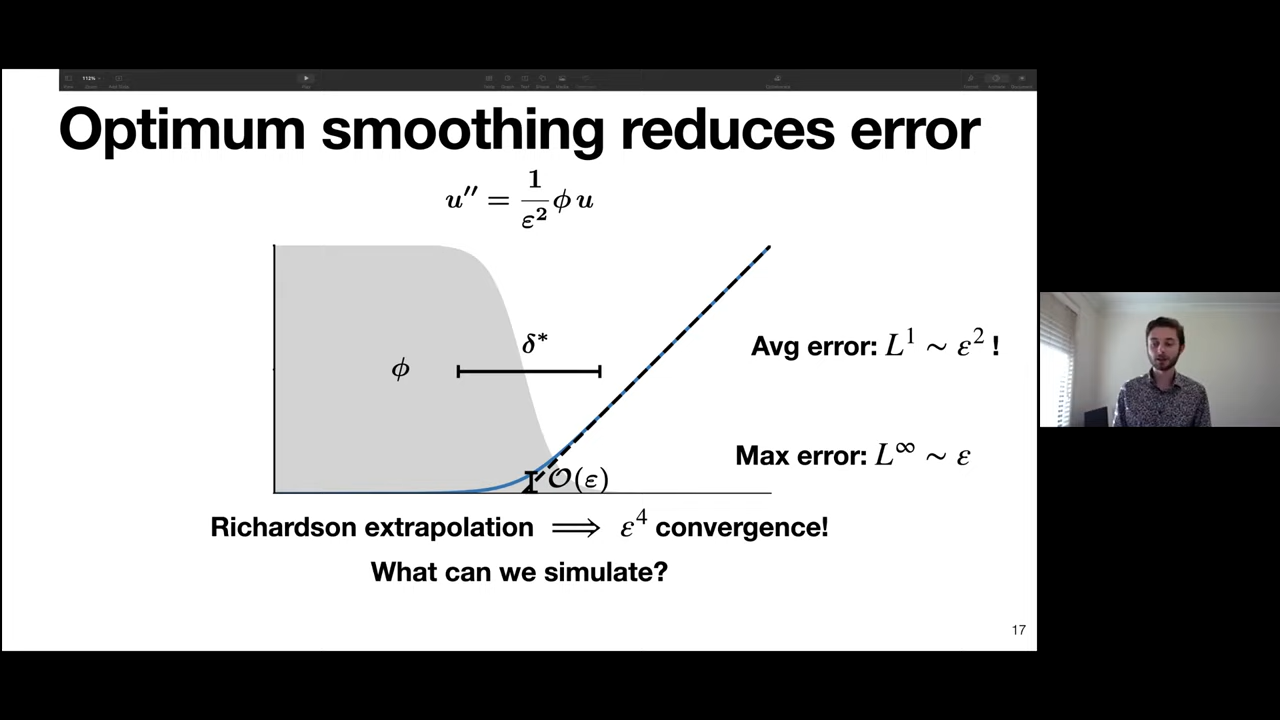 112%
Optimum smoothing reduces error
u″ = 1/ε² ϕ u
δ*
ϕ
Avg error: L¹ ~ ε² !
Max error: L^∞ ~ ε
𝒪(ε)
Richardson extrapolation ⟹ ε⁴ convergence!
What can we simulate?
17